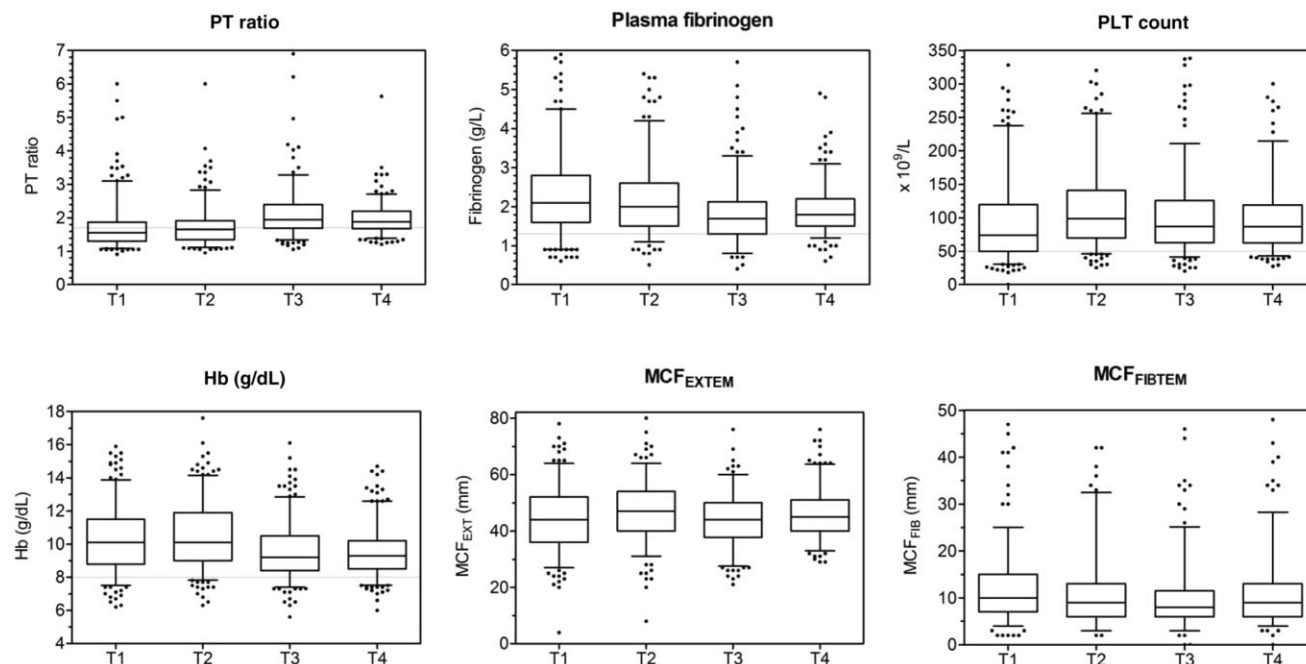 PT ratio
PT ratio
7
6
5
4
3
2
1
0
T1 T2 T3 T4
Plasma fibrinogen
Fibrinogen (g/L)
6
5
4
3
2
1
0
T1 T2 T3 T4
PLT count
x 10⁹/L
350
300
250
200
150
100
50
0
T1 T2 T3 T4
Hb (g/dL)
Hb (g/dL)
18
16
14
12
10
8
6
4
T1 T2 T3 T4
MCF_EXTEM
MCF_EXT (mm)
80
60
40
20
0
T1 T2 T3 T4
MCF_FIBTEM
MCF_FIB (mm)
50
40
30
20
10
0
T1 T2 T3 T4